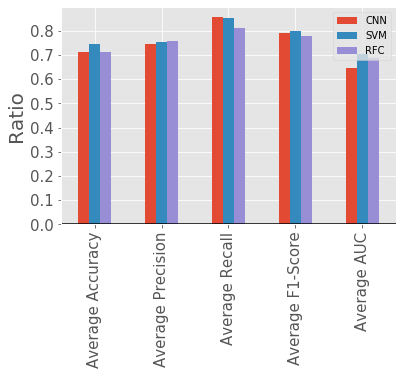 CNN
SVM
RFC
Ratio
0.8
0.7
0.6
0.5
0.4
0.3
0.2
0.1
0.0
Average Accuracy
Average Precision
Average Recall
Average F1-Score
Average AUC